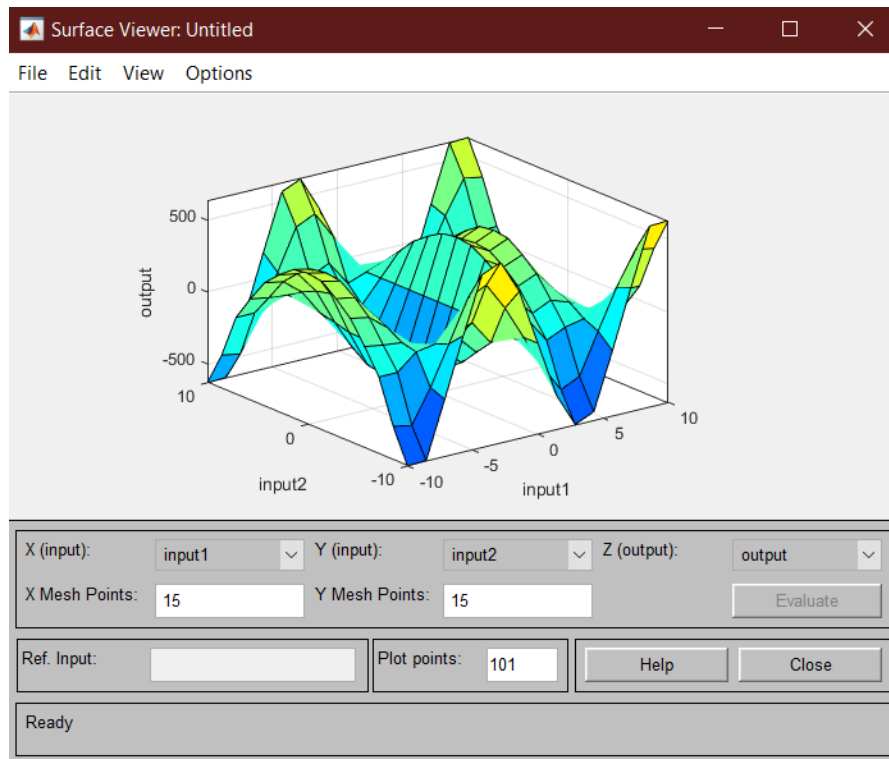 Surface Viewer: Untitled
File Edit View Options
500
0
-500
output
10
0
-10
input2
-10
-5
0
5
10
input1
X (input): input1 Y (input): input2 Z (output): output
X Mesh Points: 15 Y Mesh Points: 15 Evaluate
Ref. Input: Plot points: 101 Help Close
Ready